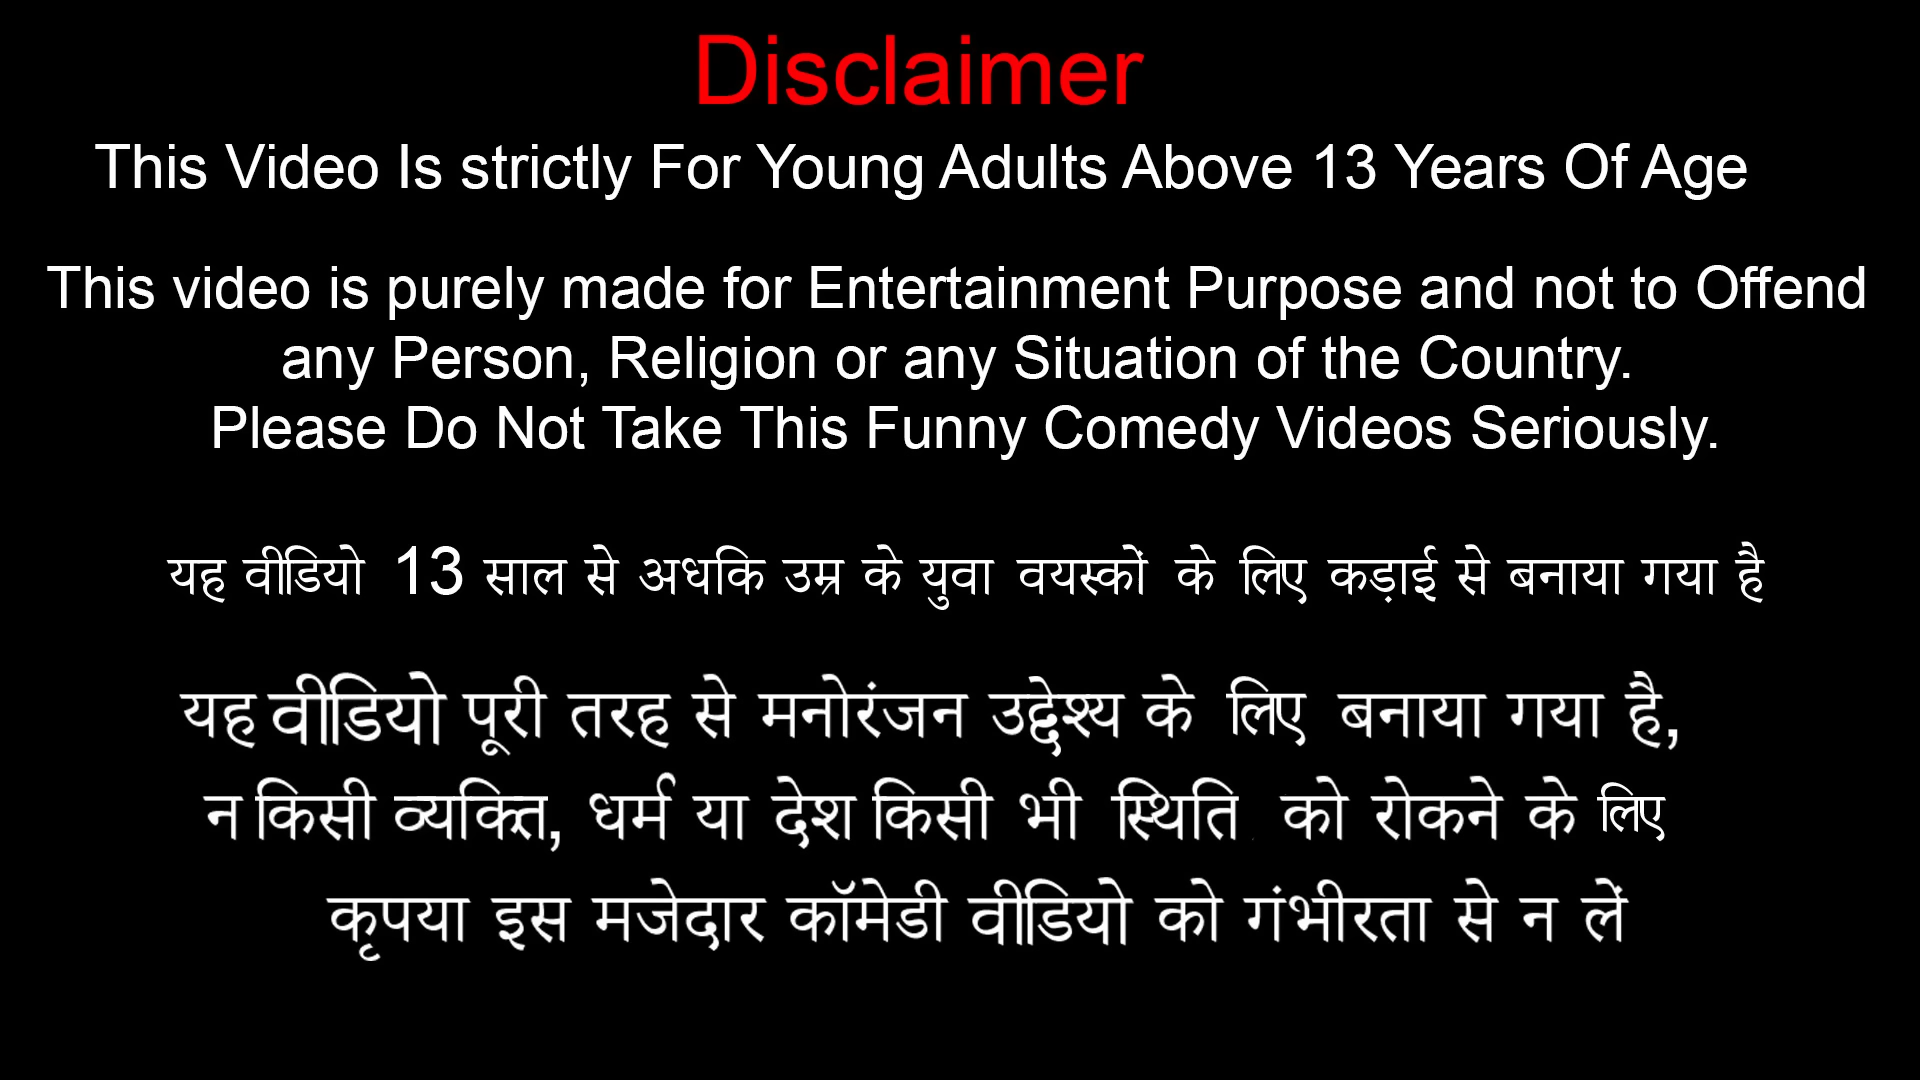 Disclaimer
This Video Is strictly For Young Adults Above 13 Years Of Age
This video is purely made for Entertainment Purpose and not to Offend
any Person, Religion or any Situation of the Country.
Please Do Not Take This Funny Comedy Videos Seriously.
यह वीडियो 13 साल से अधकि उम्र के युवा वयस्कों के लिए कड़ाई से बनाया गया है
यह वीडियो पूरी तरह से मनोरंजन उद्देश्य के लिए बनाया गया है,
न किसी व्यक्ति, धर्म या देश किसी भी स्थिति को रोकने के लिए
कृपया इस मजेदार कॉमेडी वीडियो को गंभीरता से न लें